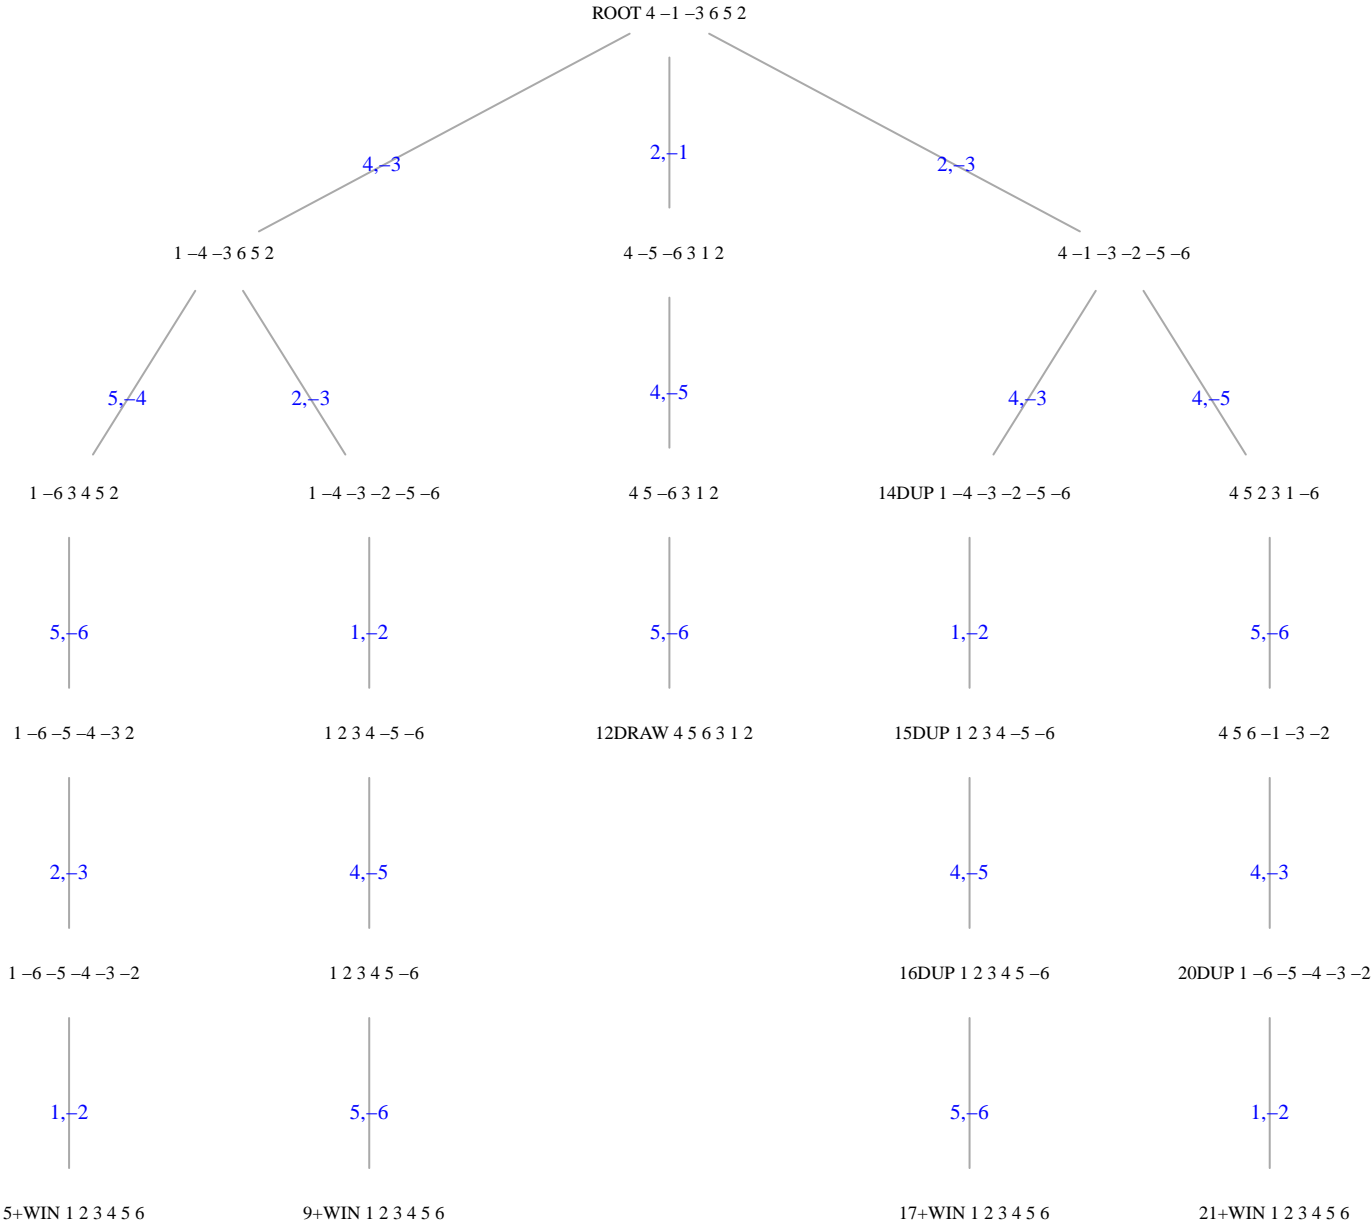 ROOT 4 –1 –3 6 5 2
4,–3
2,–1
2,–3
1 –4 –3 6 5 2
4 –5 –6 3 1 2
4 –1 –3 –2 –5 –6
5,–4
2,–3
4,–5
4,–3
4,–5
1 –6 3 4 5 2
1 –4 –3 –2 –5 –6
4 5 –6 3 1 2
14DUP 1 –4 –3 –2 –5 –6
4 5 2 3 1 –6
5,–6
1,–2
5,–6
1,–2
5,–6
1 –6 –5 –4 –3 2
1 2 3 4 –5 –6
12DRAW 4 5 6 3 1 2
15DUP 1 2 3 4 –5 –6
4 5 6 –1 –3 –2
2,–3
4,–5
4,–5
4,–3
1 –6 –5 –4 –3 –2
1 2 3 4 5 –6
16DUP 1 2 3 4 5 –6
20DUP 1 –6 –5 –4 –3 –2
1,–2
5,–6
5,–6
1,–2
5+WIN 1 2 3 4 5 6
9+WIN 1 2 3 4 5 6
17+WIN 1 2 3 4 5 6
21+WIN 1 2 3 4 5 6